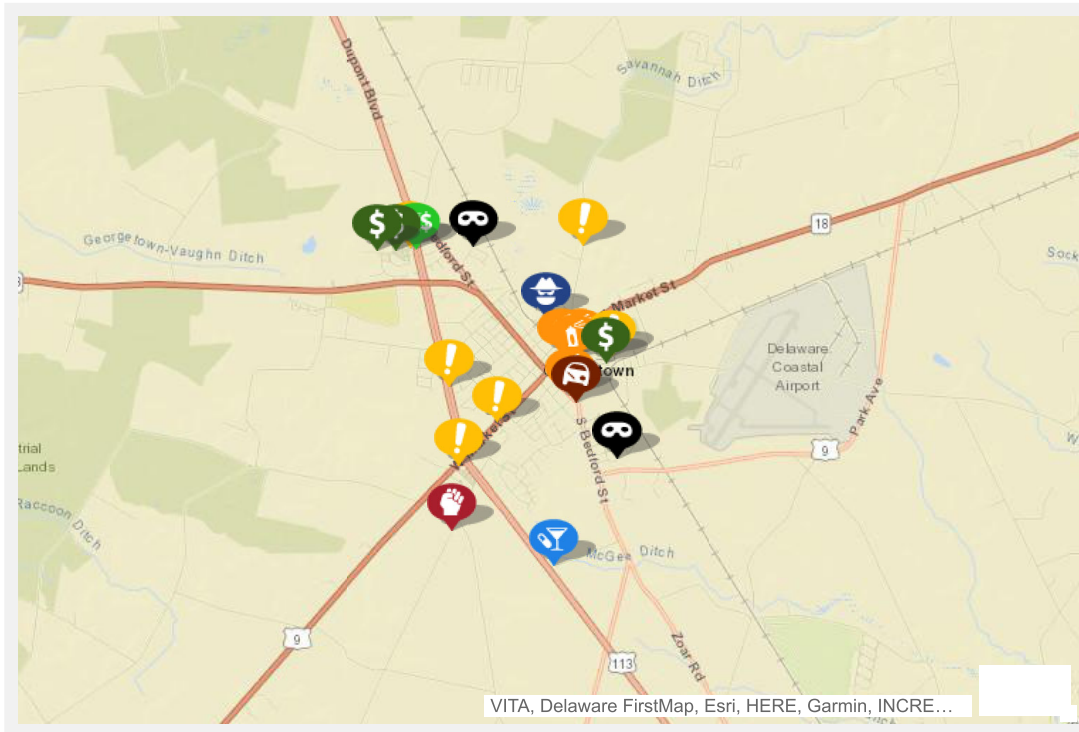 Dupont Blvd
Savannah Ditch
18
Georgetown-Vaughn Ditch
$
$
!
edford St
Market St
Sock
$
Delaware
Coastal
Airport
town
!
!
Park Ave
!
S Bedford St
trial
Lands
9
Raccoon Ditch
McGee Ditch
9
Zoar Rd
113
VITA, Delaware FirstMap, Esri, HERE, Garmin, INCRE…